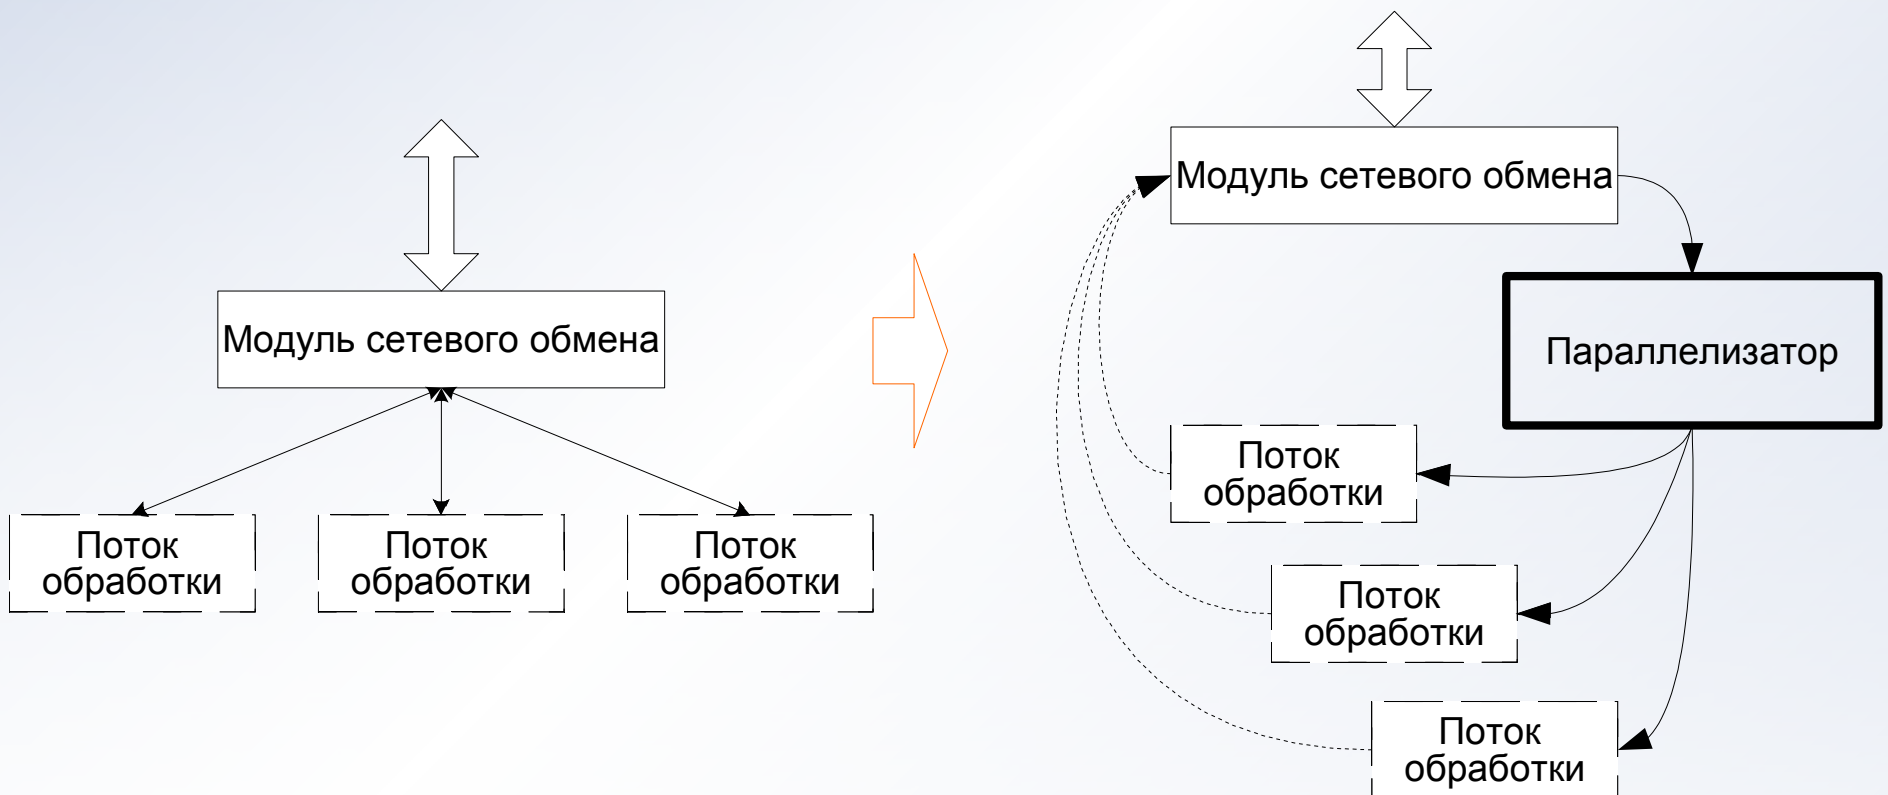 Модуль сетевого обмена
Поток
обработки
Поток
обработки
Поток
обработки
Модуль сетевого обмена
Параллелизатор
Поток
обработки
Поток
обработки
Поток
обработки